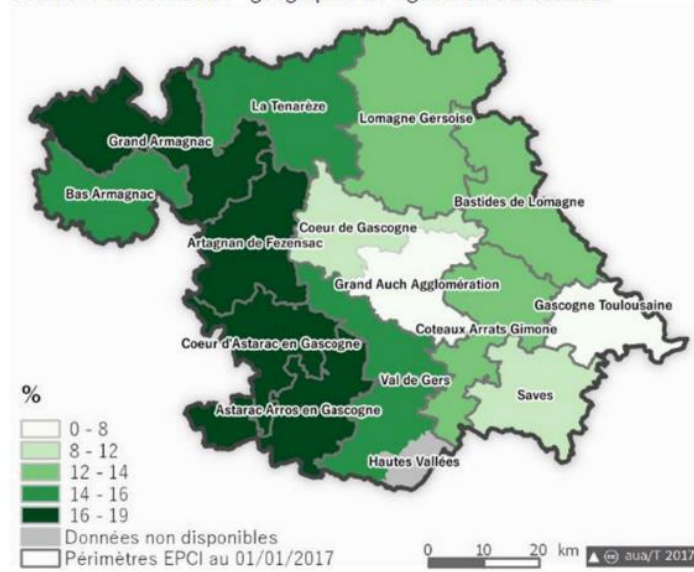 La Tenarèze
Lomagne Gersoise
Grand Armagnac
Bas Armagnac
Bastides de Lomagne
Coeur de Gascogne
Artagnan de Fezensac
Grand Auch Agglomération
Gascogne Toulousaine
Coteaux Arrats Gimone
Coeur d'Astarac en Gascogne
Val de Gers
Saves
Astarac Arros en Gascogne
Hautes Vallées
%
0 - 8
8 - 12
12 - 14
14 - 16
16 - 19
Données non disponibles
Périmètres EPCI au 01/01/2017
0 10 20 km
aua/T 2017